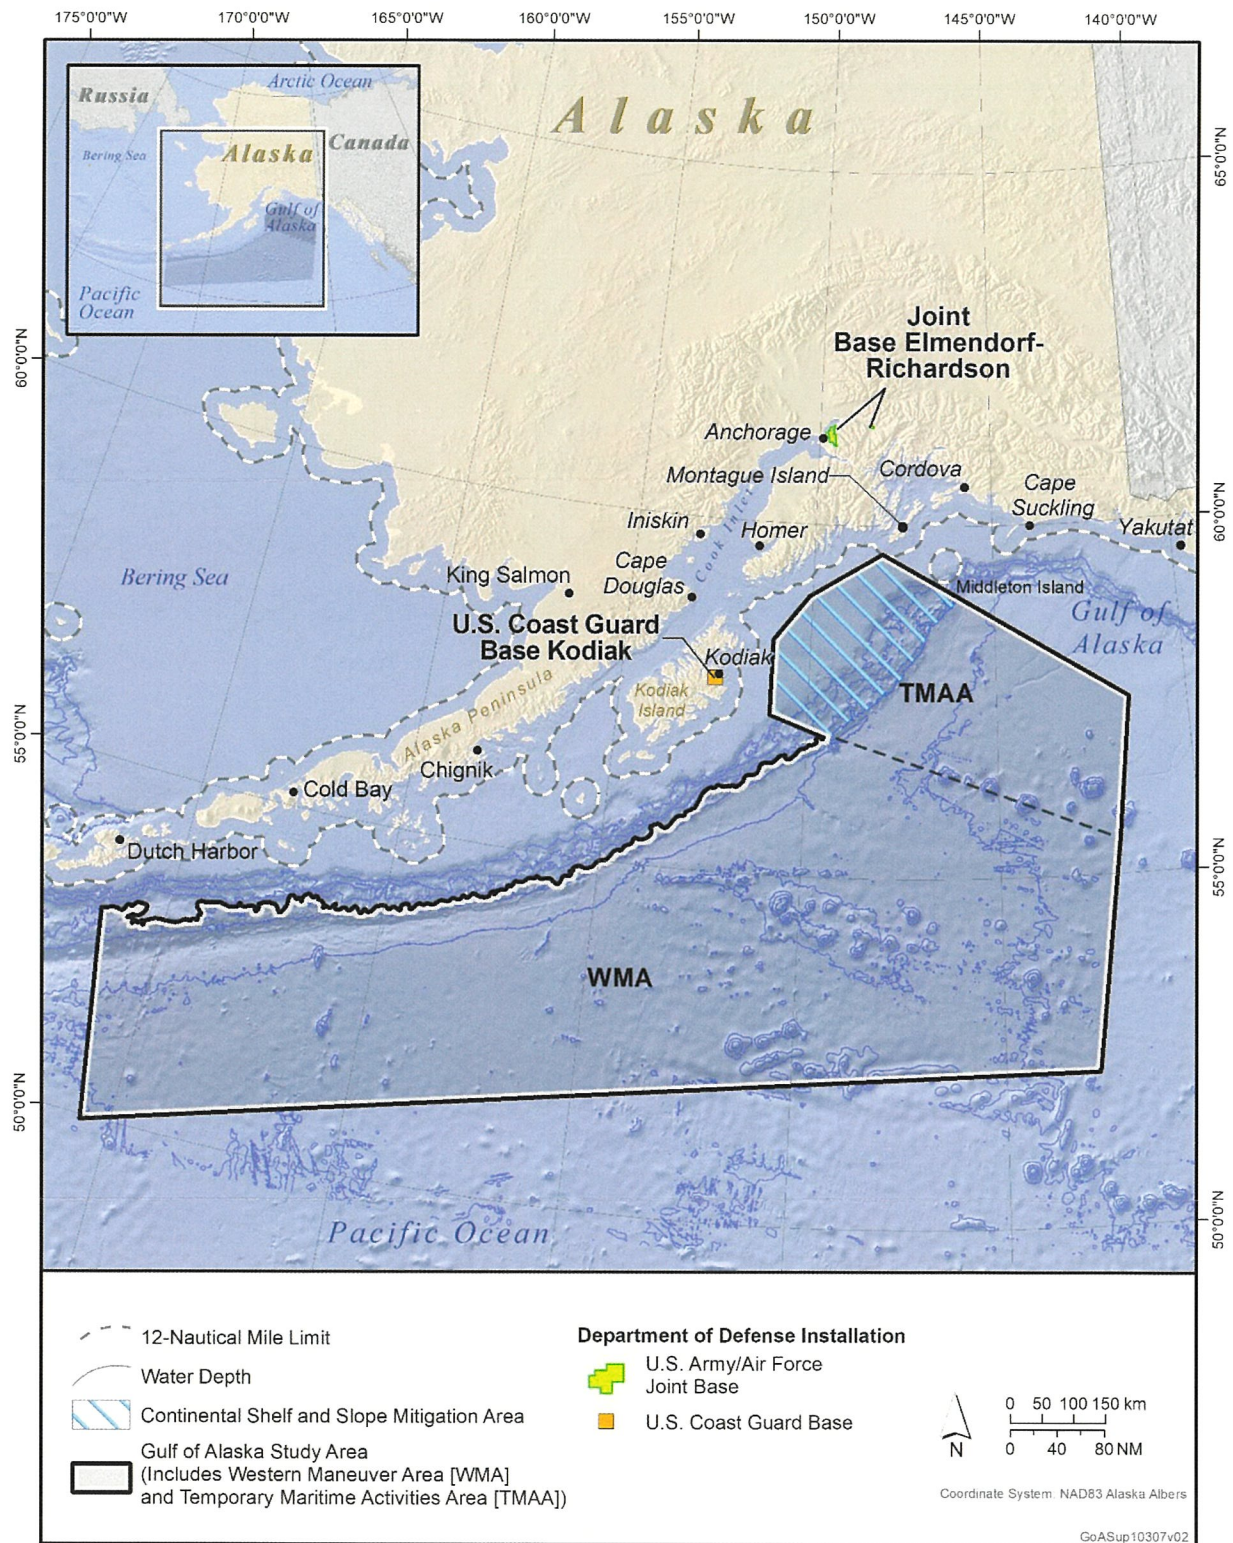 175°0'0"W 170°0'0"W 165°0'0"W 160°0'0"W 155°0'0"W 150°0'0"W 145°0'0"W 140°0'0"W
Russia
Arctic Ocean
Bering Sea
Alaska
Canada
Gulf of
Alaska
Pacific
Ocean
Alaska
65°0'0"N
60°0'0"N
Joint
Base Elmendorf-
Richardson
Anchorage
Montague Island
Cordova
Cape
Suckling
Yakutat
60°0'0"N
Iniskin
Homer
Cook Inlet
Cape
Douglas
King Salmon
Bering Sea
Middleton Island
Gulf of
Alaska
U.S. Coast Guard
Base Kodiak
Kodiak
Kodiak
Island
TMAA
Alaska Peninsula
55°0'0"N
Chignik
Cold Bay
Dutch Harbor
55°0'0"N
WMA
50°0'0"N
50°0'0"N
Pacific Ocean
12-Nautical Mile Limit
Water Depth
Continental Shelf and Slope Mitigation Area
Gulf of Alaska Study Area
(Includes Western Maneuver Area [WMA]
and Temporary Maritime Activities Area [TMAA])
Department of Defense Installation
U.S. Army/Air Force
Joint Base
U.S. Coast Guard Base
N
0 50 100 150 km
0 40 80 NM
Coordinate System: NAD83 Alaska Albers
GoASup10307v02